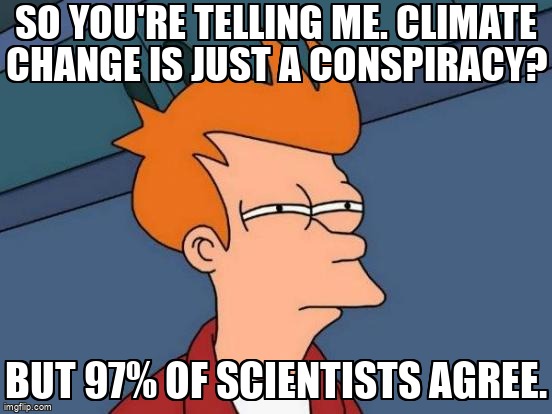 SO YOU'RE TELLING ME. CLIMATE
CHANGE IS JUST A CONSPIRACY?
BUT 97% OF SCIENTISTS AGREE.
imgflip.com